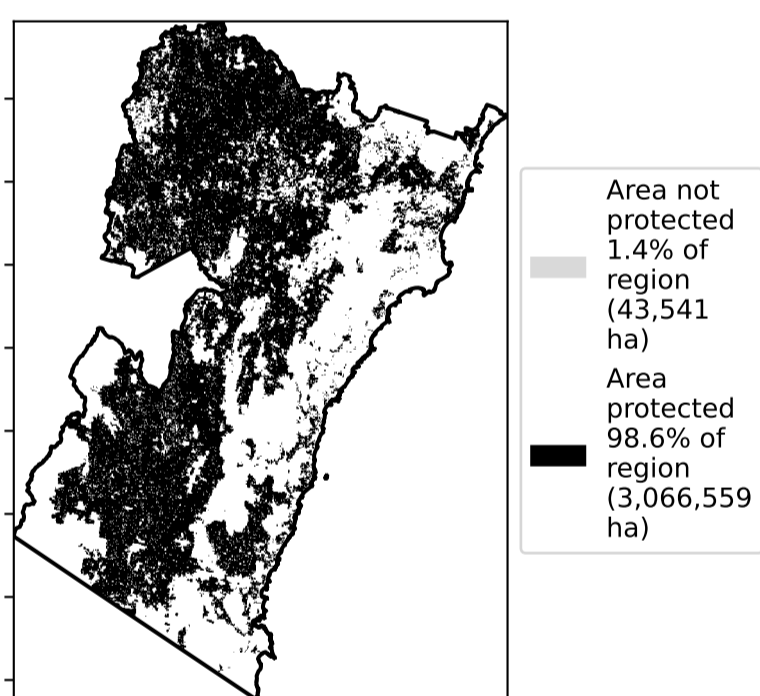 Area not
protected
1.4% of
region
(43,541
ha)
Area
protected
98.6% of
region
(3,066,559
ha)